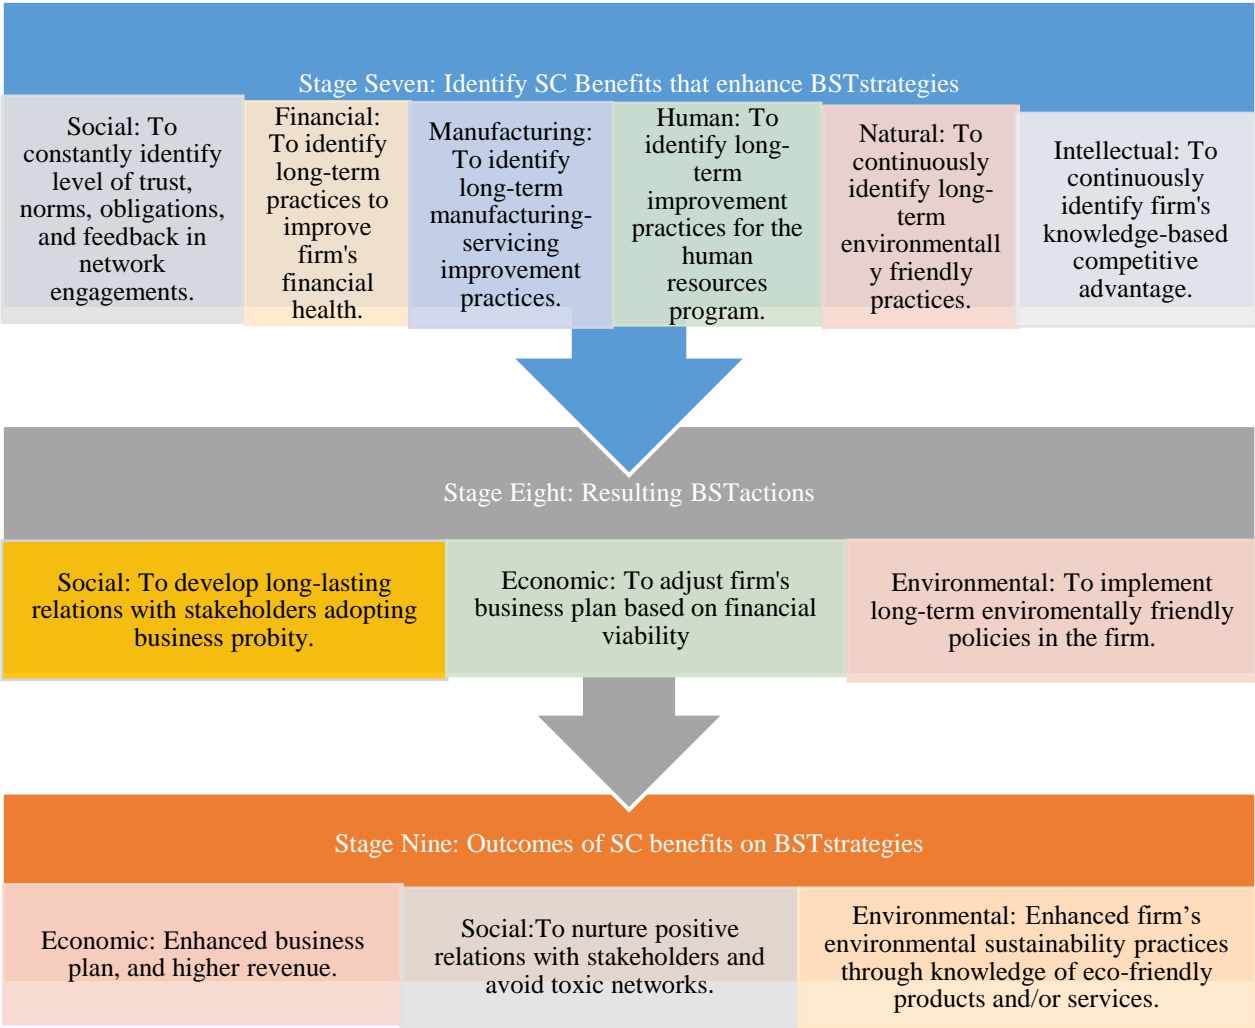 Stage Seven: Identify SC Benefits that enhance BSTstrategies
Social: To
constantly identify
level of trust,
norms, obligations,
and feedback in
network
engagements.
Financial:
To identify
long-term
practices to
improve
firm's
financial
health.
Manufacturing:
To identify
long-term
manufacturing-
servicing
improvement
practices.
Human: To
identify long-
term
improvement
practices for the
human
resources
program.
Natural: To
continuously
identify long-
term
environmentall
y friendly
practices.
Intellectual: To
continuously
identify firm's
knowledge-based
competitive
advantage.
Stage Eight: Resulting BSTactions
Social: To develop long-lasting
relations with stakeholders adopting
business probity.
Economic: To adjust firm's
business plan based on financial
viability
Environmental: To implement
long-term enviromentally friendly
policies in the firm.
Stage Nine: Outcomes of SC benefits on BSTstrategies
Economic: Enhanced business
plan, and higher revenue.
Social:To nurture positive
relations with stakeholders and
avoid toxic networks.
Environmental: Enhanced firm’s
environmental sustainability practices
through knowledge of eco-friendly
products and/or services.